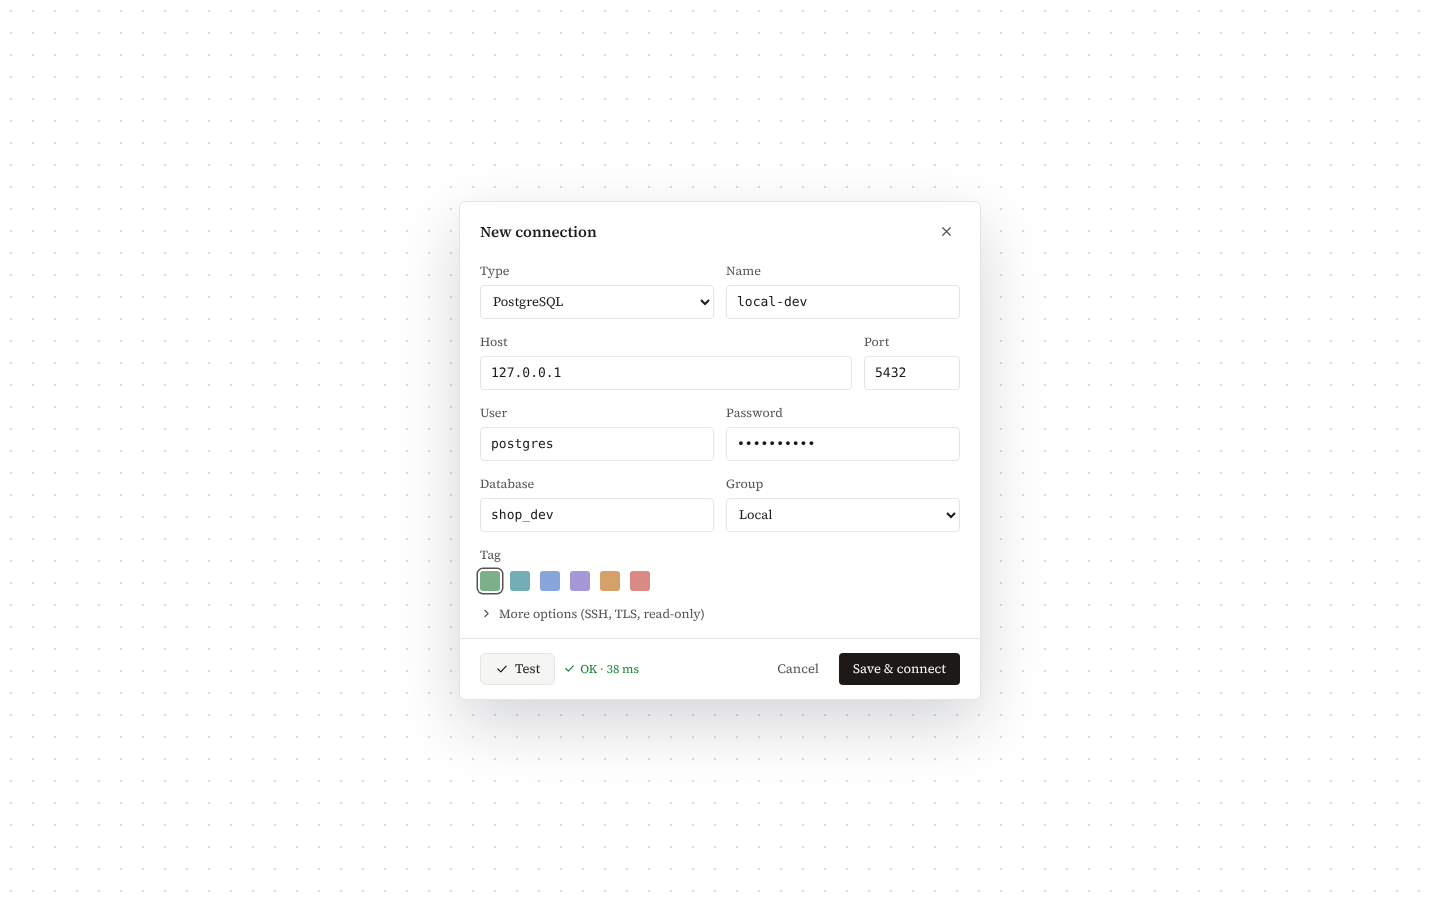 New connection
Type
Name
PostgreSQL
local-dev
Host
Port
127.0.0.1
5432
User
Password
postgres
••••••••••
Database
Group
shop_dev
Local
Tag
More options (SSH, TLS, read-only)
Test
OK · 38 ms
Cancel
Save & connect